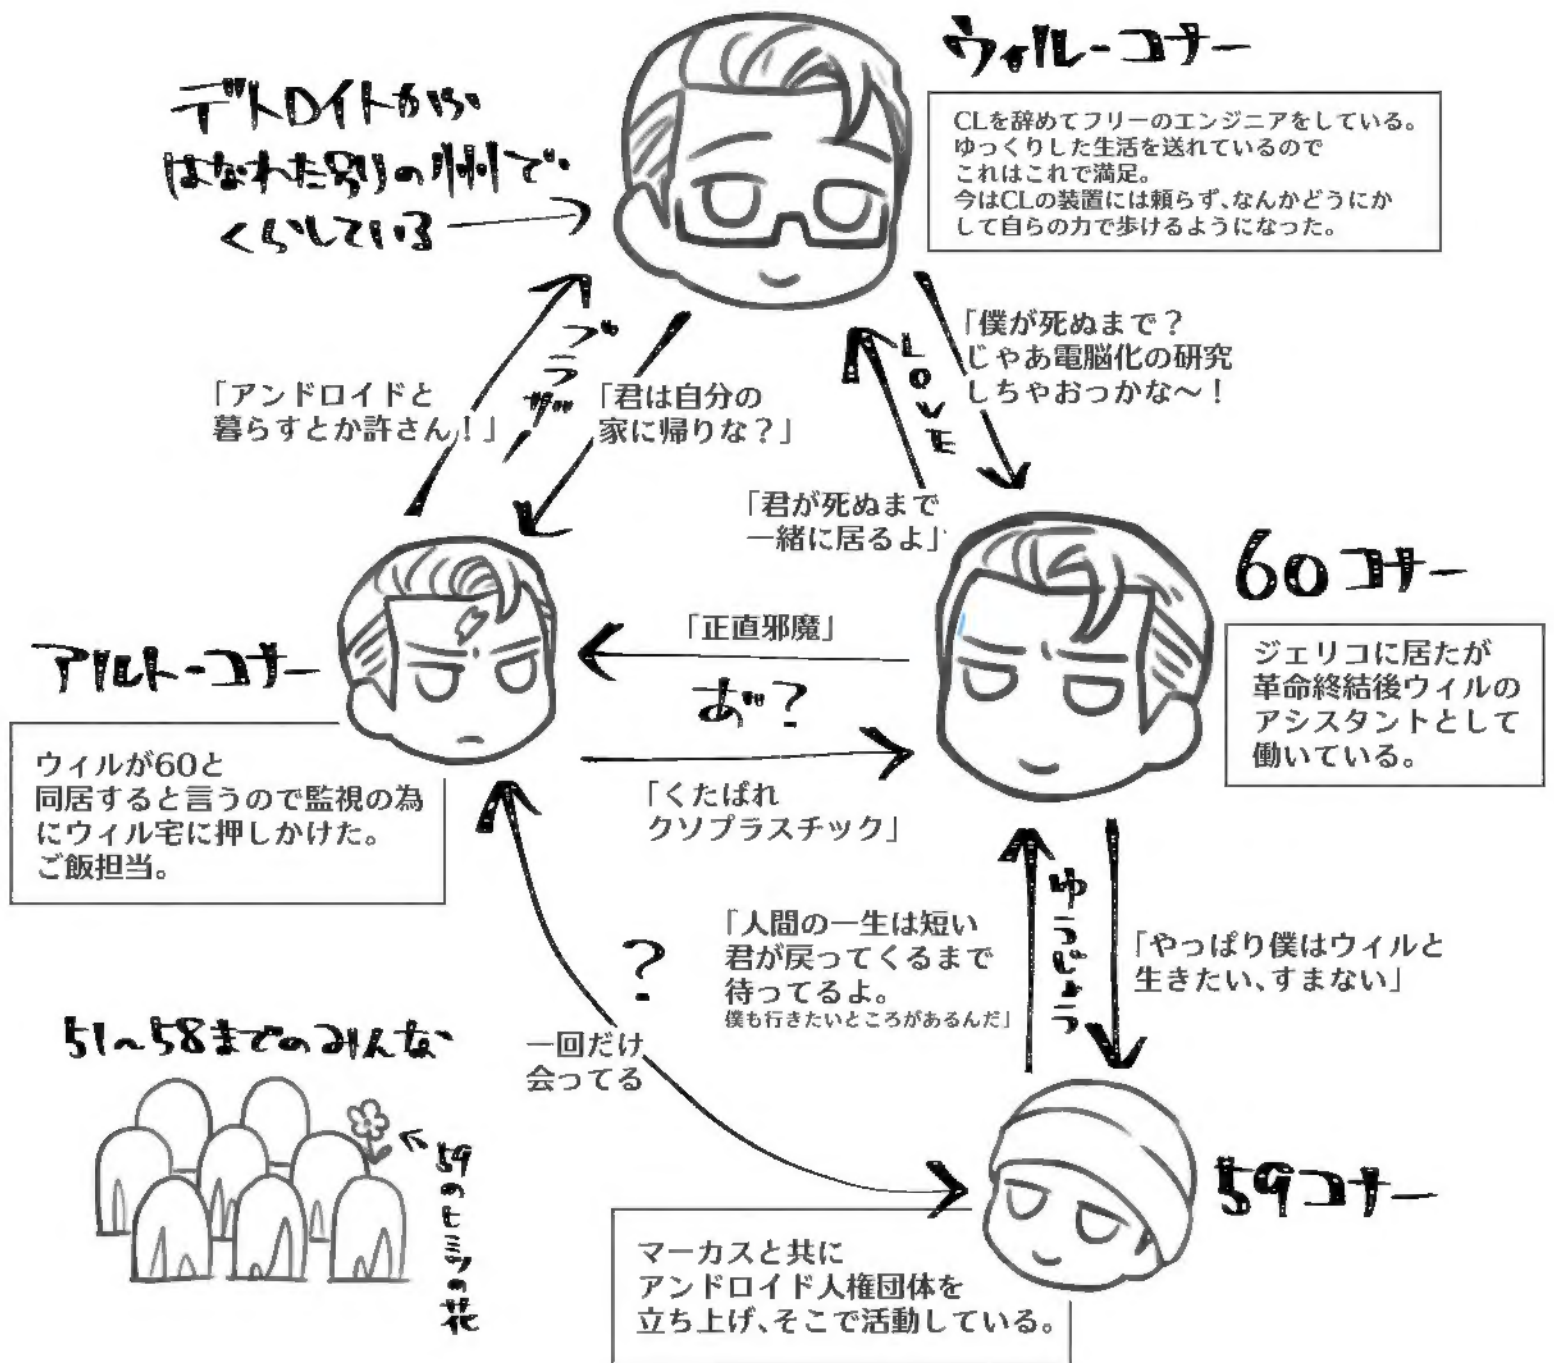 ウィル-コナー
CLを辞めてフリーのエンジニアをしている。
ゆっくりした生活を送れているので
これはこれで満足。
今はCLの装置には頼らず、なんかどうにか
して自らの力で歩けるようになった。
デトロイトから
はなれた別の州で
くらしている
「アンドロイドと
暮らすとか許さん!」
ブラザー
「君は自分の
家に帰りな?」
LOVE
「僕が死ぬまで?
じゃあ電脳化の研究
しちゃおっかな〜!
「君が死ぬまで
一緒に居るよ」
60コナー
ジェリコに居たが
革命終結後ウィルの
アシスタントとして
働いている。
アルト-コナー
ウィルが60と
同居すると言うので監視の為
にウィル宅に押しかけた。
ご飯担当。
「正直邪魔」
あ"?
「くたばれ
クソプラスチック」
「人間の一生は短い
君が戻ってくるまで
待ってるよ。
僕も行きたいところがあるんだ」
ゆうじょう
「やっぱり僕はウィルと
生きたい、すまない」
?
一回だけ
会ってる
51〜58までのみんな
59のヒミツの花
59コナー
マーカスと共に
アンドロイド人権団体を
立ち上げ、そこで活動している。